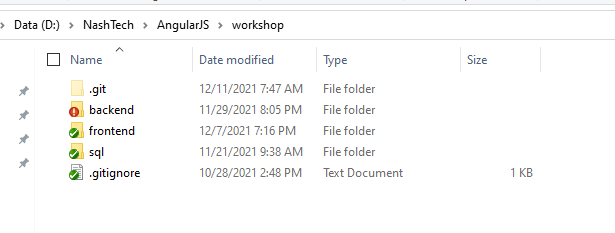 Data (D:) > NashTech > AngularJS > workshop
Name Date modified Type Size
.git 12/11/2021 7:47 AM File folder
backend 11/29/2021 8:05 PM File folder
frontend 12/7/2021 7:16 PM File folder
sql 11/21/2021 9:38 AM File folder
.gitignore 10/28/2021 2:48 PM Text Document 1 KB